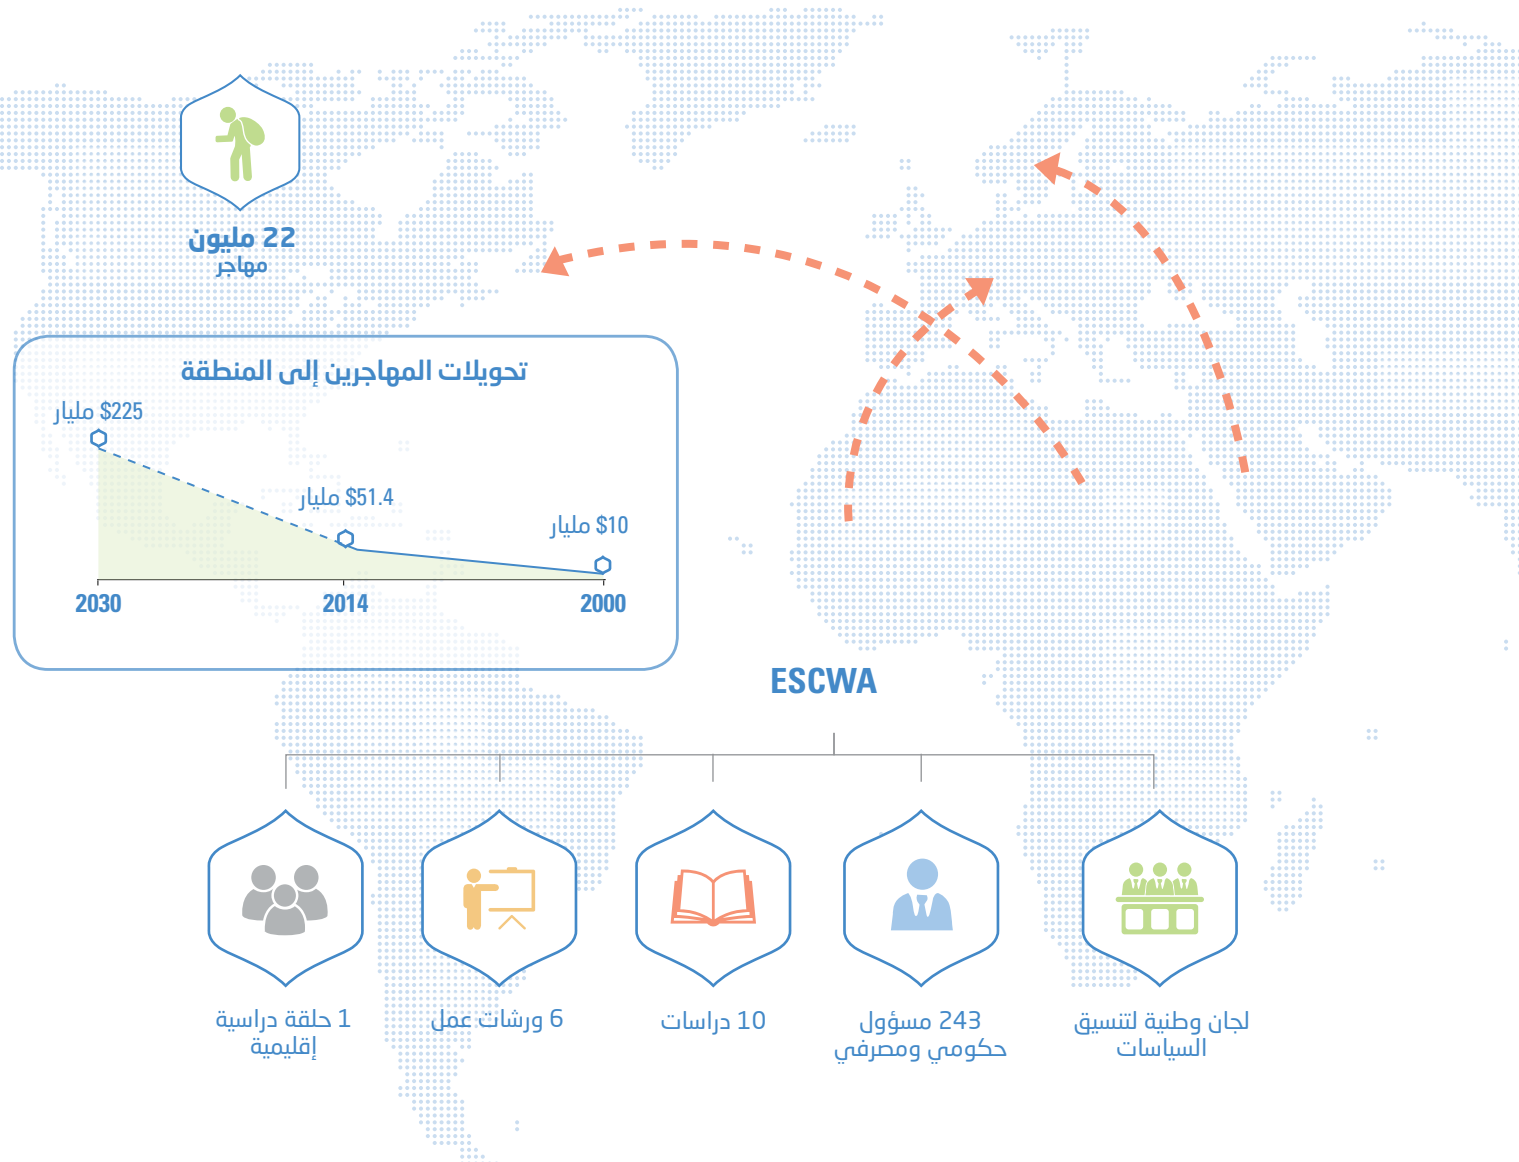 22 مليون
مهاجر
تحويلات المهاجرين إلى المنطقة
$10 مليار
$51.4 مليار
$225 مليار
2000
2014
2030
ESCWA
لجان وطنية لتنسيق
السياسات
243 مسؤول
حكومي ومصرفي
10 دراسات
6 ورشات عمل
1 حلقة دراسية
إقليمية